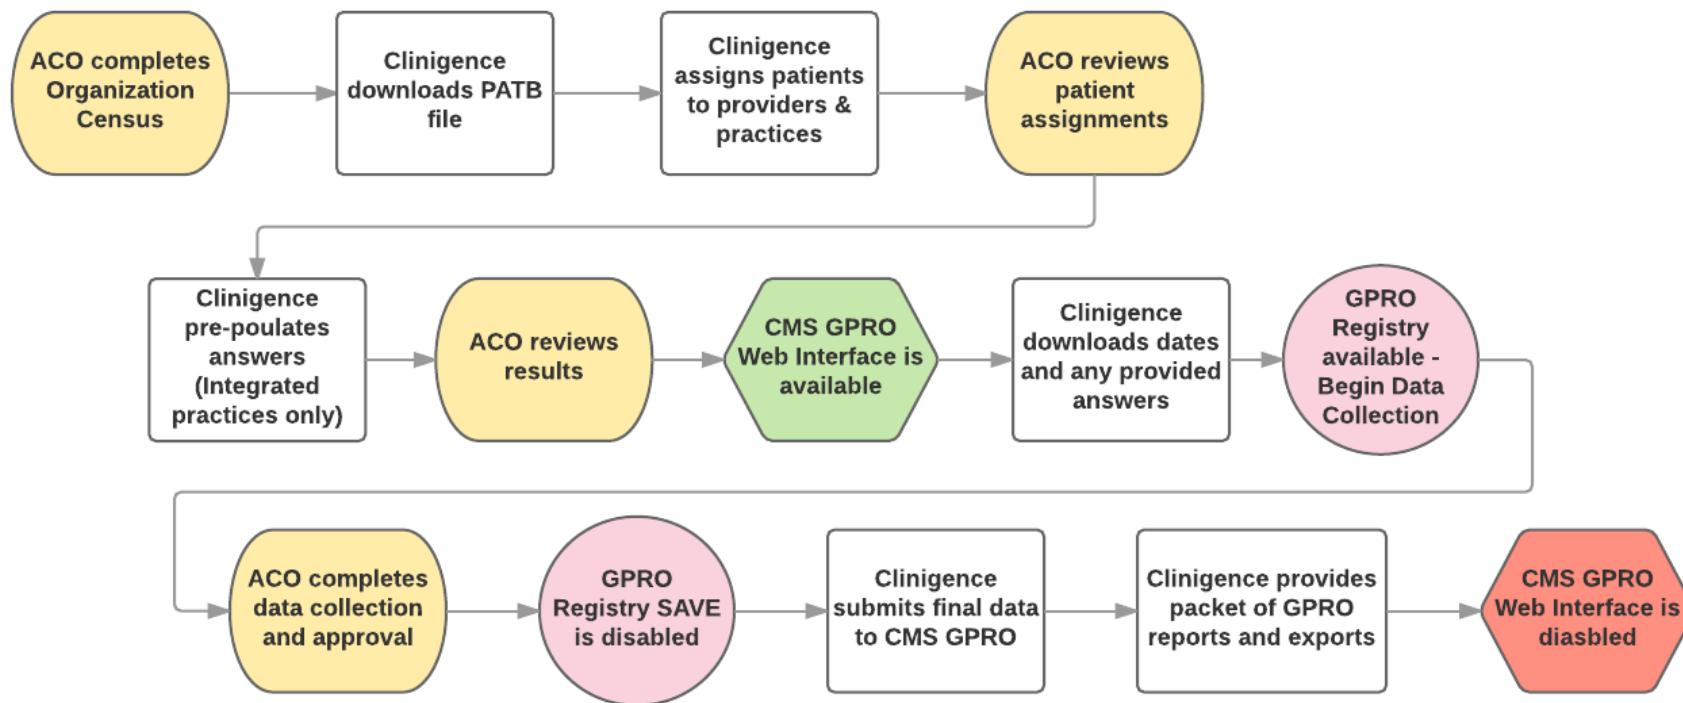 ACO completes
Organization
Census
Clinigence
downloads PATB
file
Clinigence
assigns patients
to providers &
practices
ACO reviews
patient
assignments
Clinigence
pre-poulates
answers
(Integrated
practices only)
ACO reviews
results
CMS GPRO
Web Interface is
available
Clinigence
downloads dates
and any provided
answers
GPRO
Registry
available -
Begin Data
Collection
ACO completes
data collection
and approval
GPRO
Registry SAVE
is disabled
Clinigence
submits final data
to CMS GPRO
Clinigence provides
packet of GPRO
reports and exports
CMS GPRO
Web Interface is
diasbled